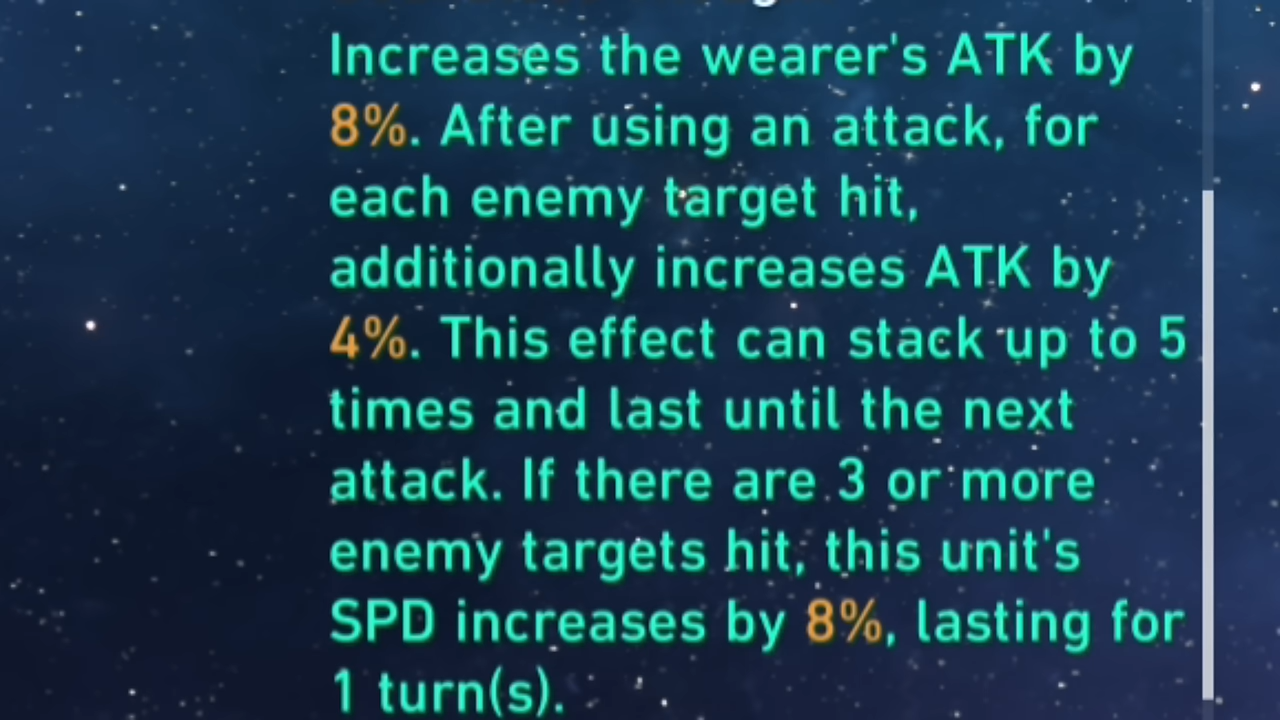 Increases the wearer's ATK by
8%. After using an attack, for
each enemy target hit,
additionally increases ATK by
4%. This effect can stack up to 5
times and last until the next
attack. If there are 3 or more
enemy targets hit, this unit's
SPD increases by 8%, lasting for
1 turn(s).